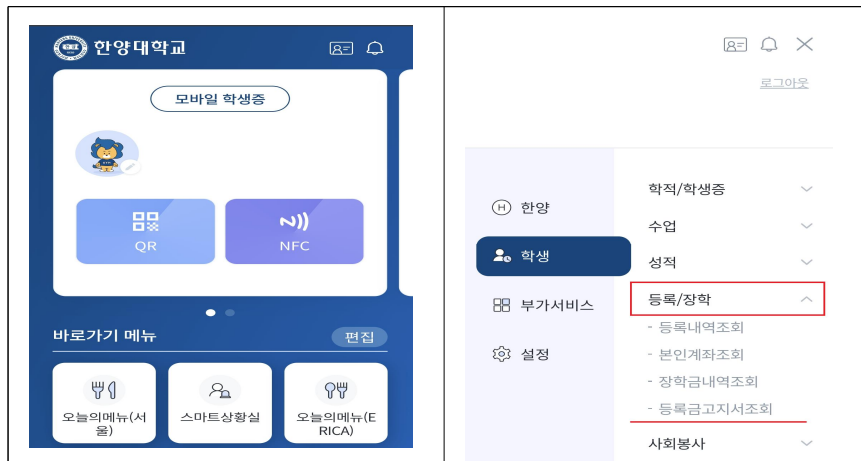 한양대학교
모바일 학생증
QR
NFC
바로가기 메뉴
편집
오늘의메뉴(서
울)
스마트상황실
오늘의메뉴(E
RICA)
로그아웃
H 한양
학생
부가서비스
설정
학적/학생증
수업
성적
등록/장학
- 등록내역조회
- 본인계좌조회
- 장학금내역조회
- 등록금고지서조회
사회봉사